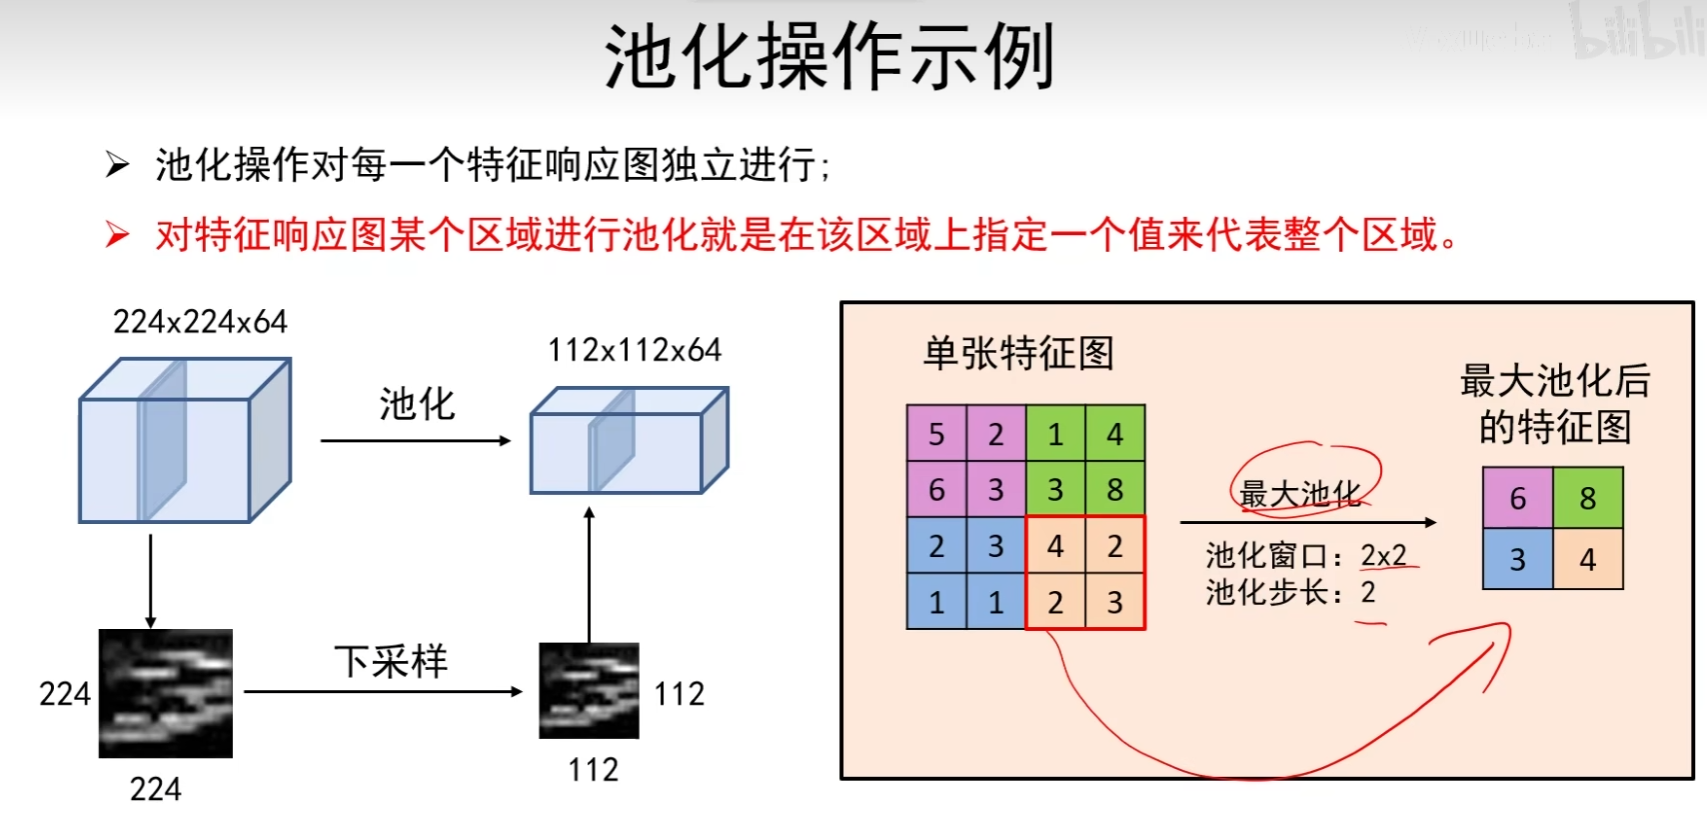 池化操作示例
bilibili
➢ 池化操作对每一个特征响应图独立进行;
➢ 对特征响应图某个区域进行池化就是在该区域上指定一个值来代表整个区域。
224x224x64
池化
112x112x64
224
下采样
112
224
112
单张特征图
5 2 1 4
6 3 3 8
2 3 4 2
1 1 2 3
最大池化
池化窗口: 2x2
池化步长: 2
最大池化后
的特征图
6 8
3 4